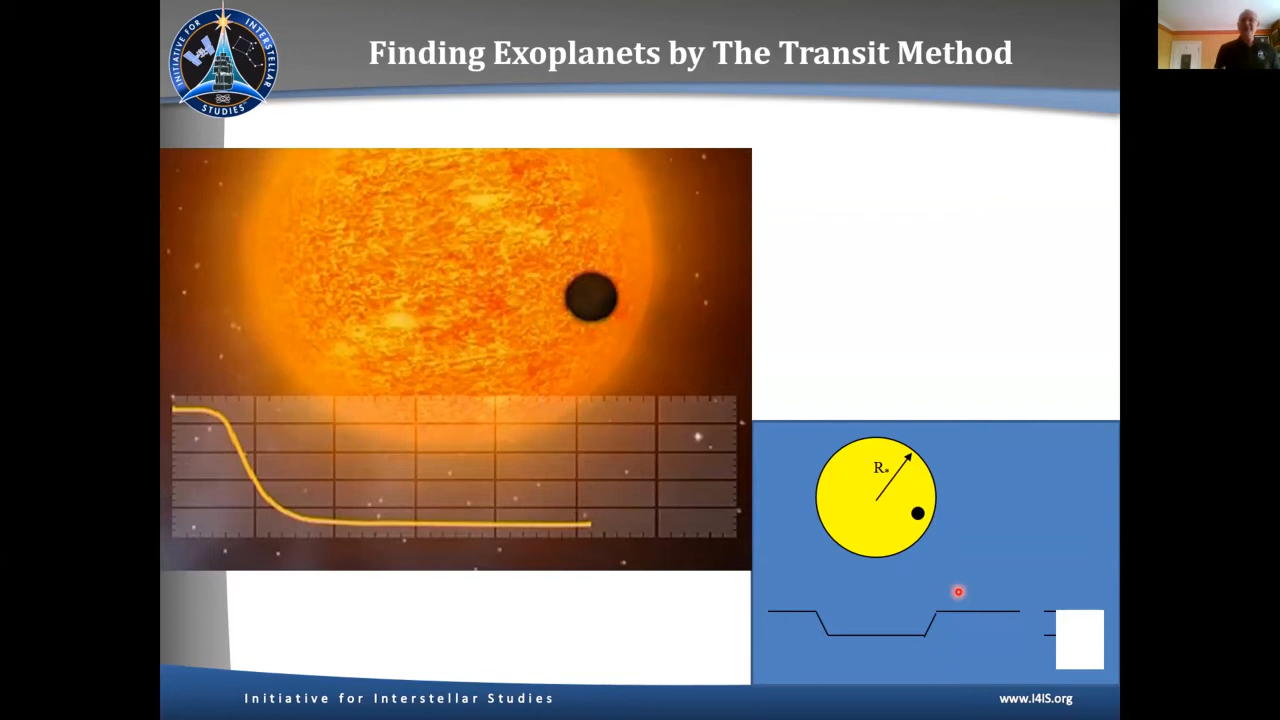 INITIATIVE FOR INTERSTELLAR STUDIES
Finding Exoplanets by The Transit Method
R*
Initiative for Interstellar Studies
www.I4IS.org